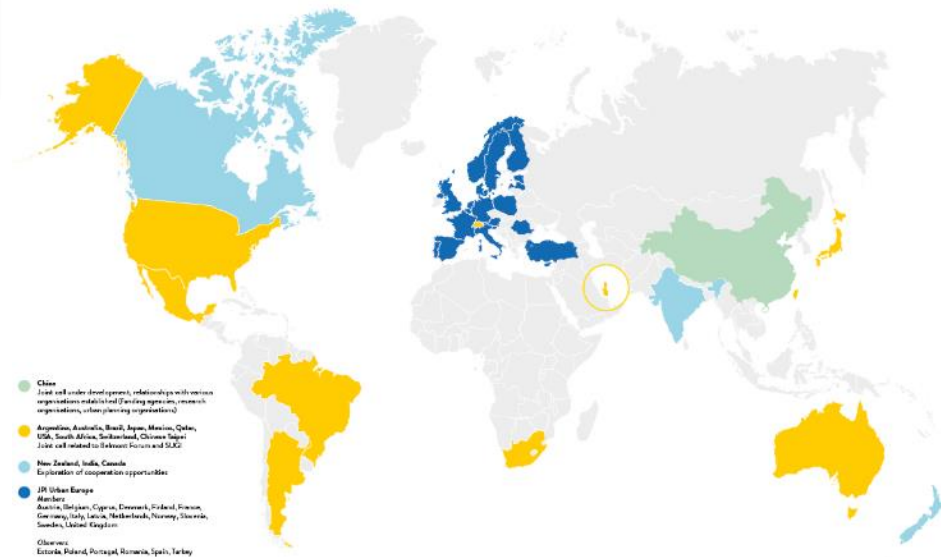 China
Joint call under development, relationships with various
organisations established (funding agencies, research
organisations, urban planning organisations)
Argentina, Australia, Brazil, Japan, Mexico, Qatar,
USA, South Africa, Switzerland, Chinese Taipei
Joint call related to Belmont Forum and SUGI
New Zealand, India, Canada
Exploration of cooperation opportunities
JPI Urban Europe
Members
Austria, Belgium, Cyprus, Denmark, Finland, France,
Germany, Italy, Latvia, Netherlands, Norway, Slovenia,
Sweden, United Kingdom
Observers
Estonia, Poland, Portugal, Romania, Spain, Turkey